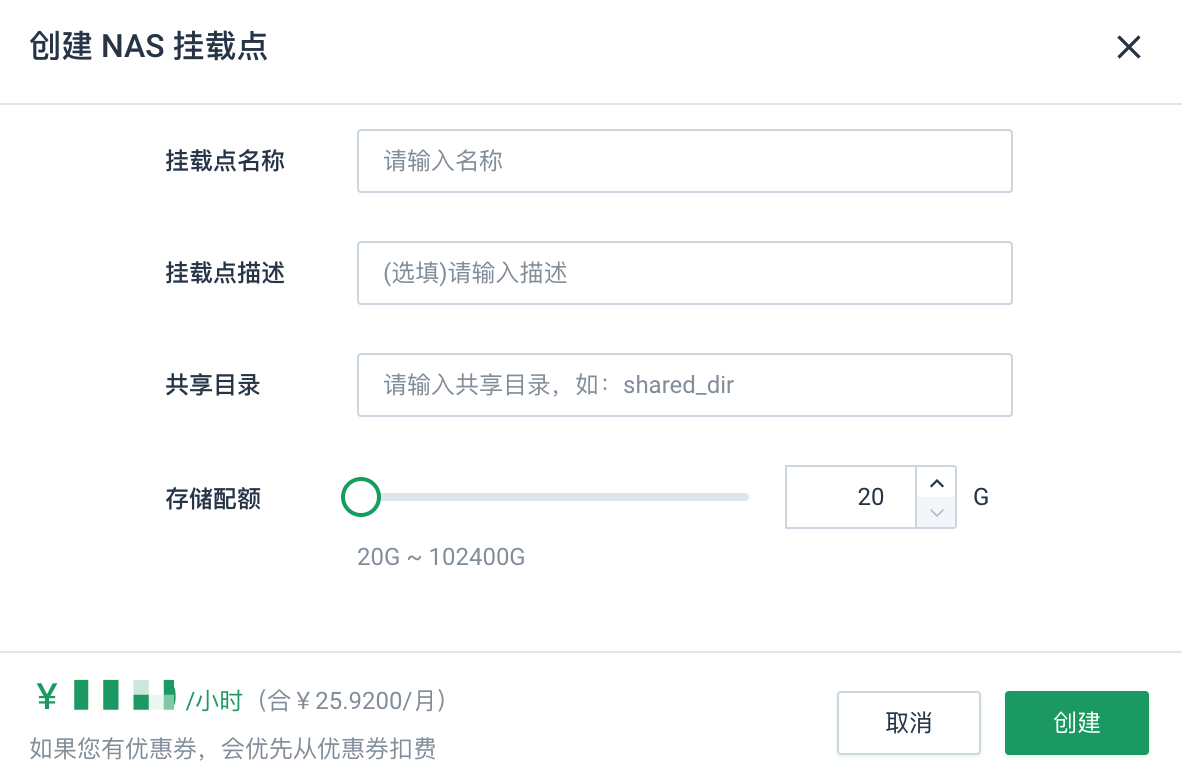 创建 NAS 挂载点
挂载点名称 请输入名称
挂载点描述 (选填)请输入描述
共享目录 请输入共享目录，如：shared_dir
存储配额 20 G
20G ~ 102400G
￥ /小时（合￥25.9200/月）
如果您有优惠券，会优先从优惠券扣费
取消 创建